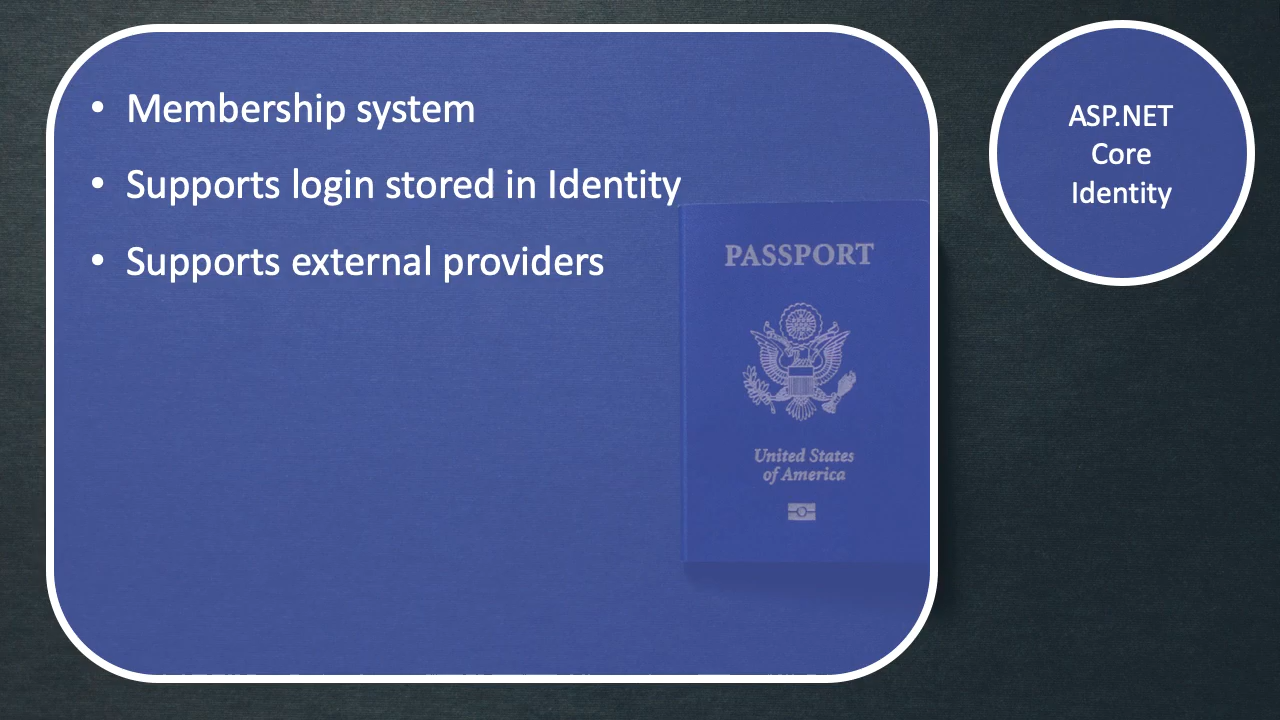 • Membership system
• Supports login stored in Identity
• Supports external providers
PASSPORT
United States
of America
ASP.NET
Core
Identity